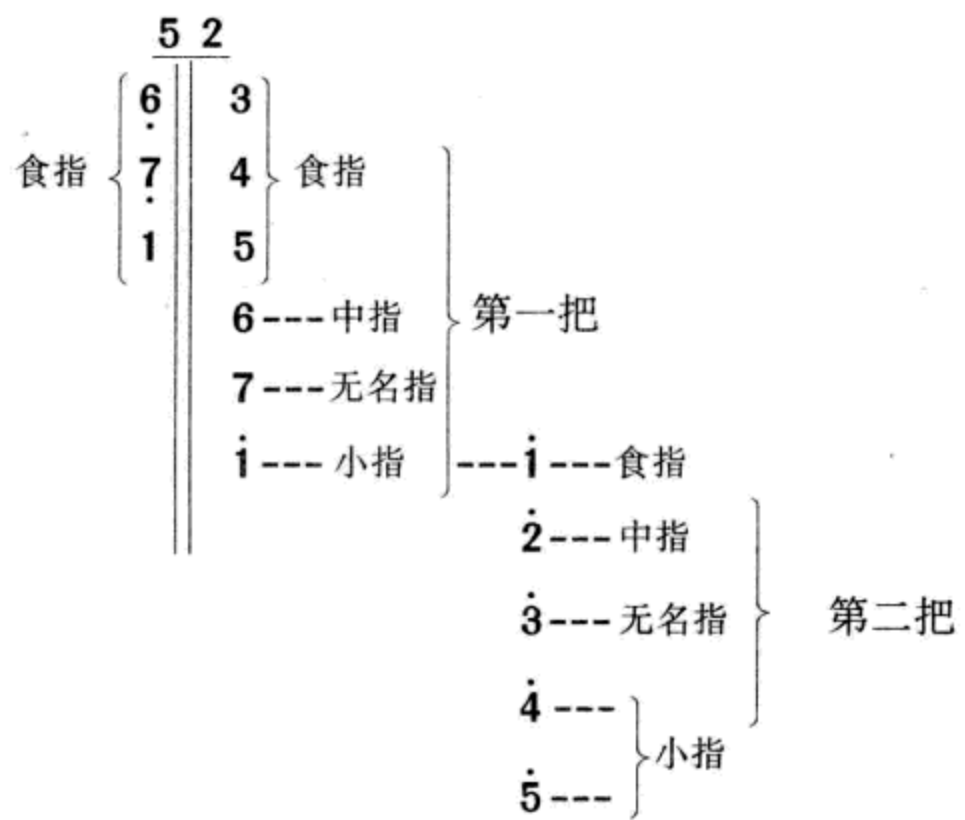 5 2
6̣ 3
食指 7̣ 4 食指
1 5
6---中指 第一把
7---无名指
1̇---小指 ---1̇---食指
2̇---中指
3̇---无名指 第二把
4̇---
小指
5̇---